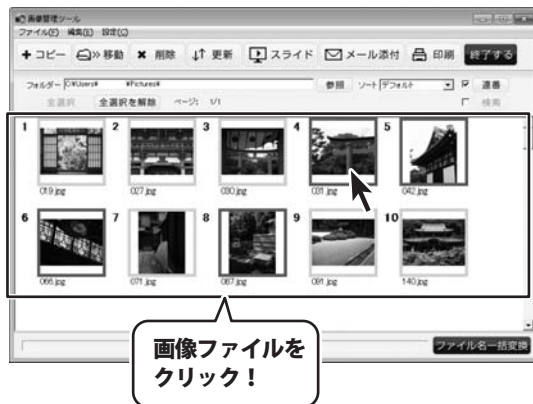 画像管理ツール
ファイル(F) 編集(E) 設定(C)
+ コピー 移動 × 削除 ↓↑ 更新 スライド メール添付 印刷 終了する
フォルダー C:¥Users¥ ¥Pictures¥ 参照 ソート デフォルト 連番
全選択 全選択を解除 ページ: 1/1 検索
1 2 3 4 5
019.jpg 027.jpg 030.jpg 031.jpg 042.jpg
6 7 8 9 10
066.jpg 071.jpg 087.jpg 091.jpg 140.jpg
画像ファイルを
クリック！
ファイル名一括変換